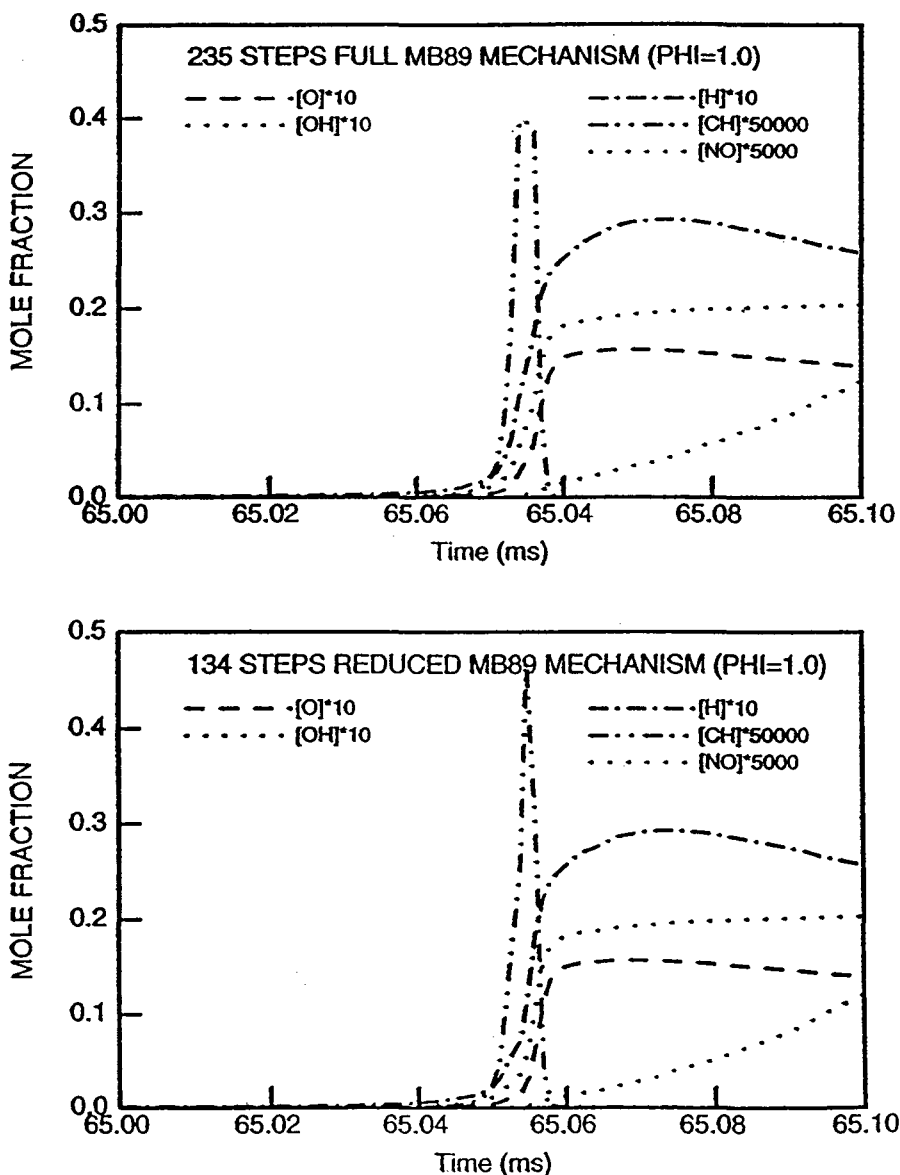 0.5
235 STEPS FULL MB89 MECHANISM (PHI=1.0)
[O]*10
[OH]*10
[H]*10
[CH]*50000
[NO]*5000
0.4
0.3
0.2
0.1
0.0
MOLE FRACTION
65.00 65.02 65.06 65.04 65.08 65.10
Time (ms)
0.5
134 STEPS REDUCED MB89 MECHANISM (PHI=1.0)
[O]*10
[OH]*10
[H]*10
[CH]*50000
[NO]*5000
0.4
0.3
0.2
0.1
0.0
MOLE FRACTION
65.00 65.02 65.04 65.06 65.08 65.10
Time (ms)